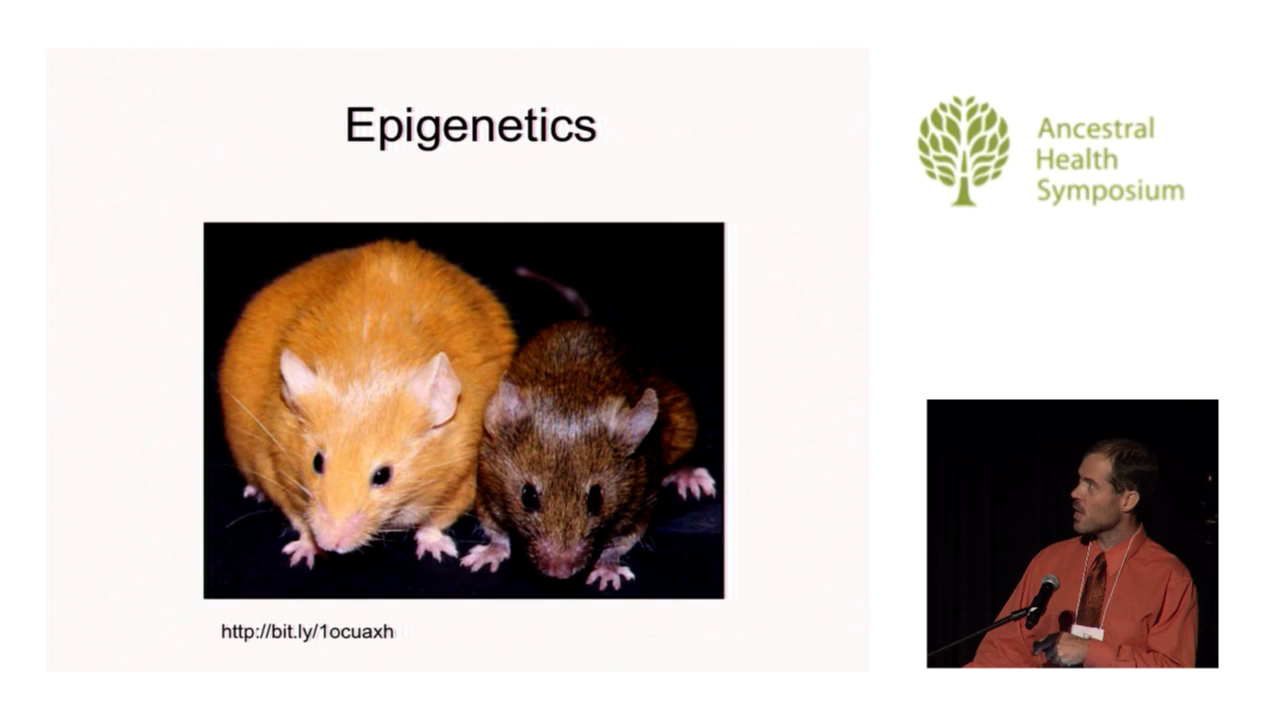 Epigenetics
Ancestral
Health
Symposium
http://bit.ly/1ocuaxh